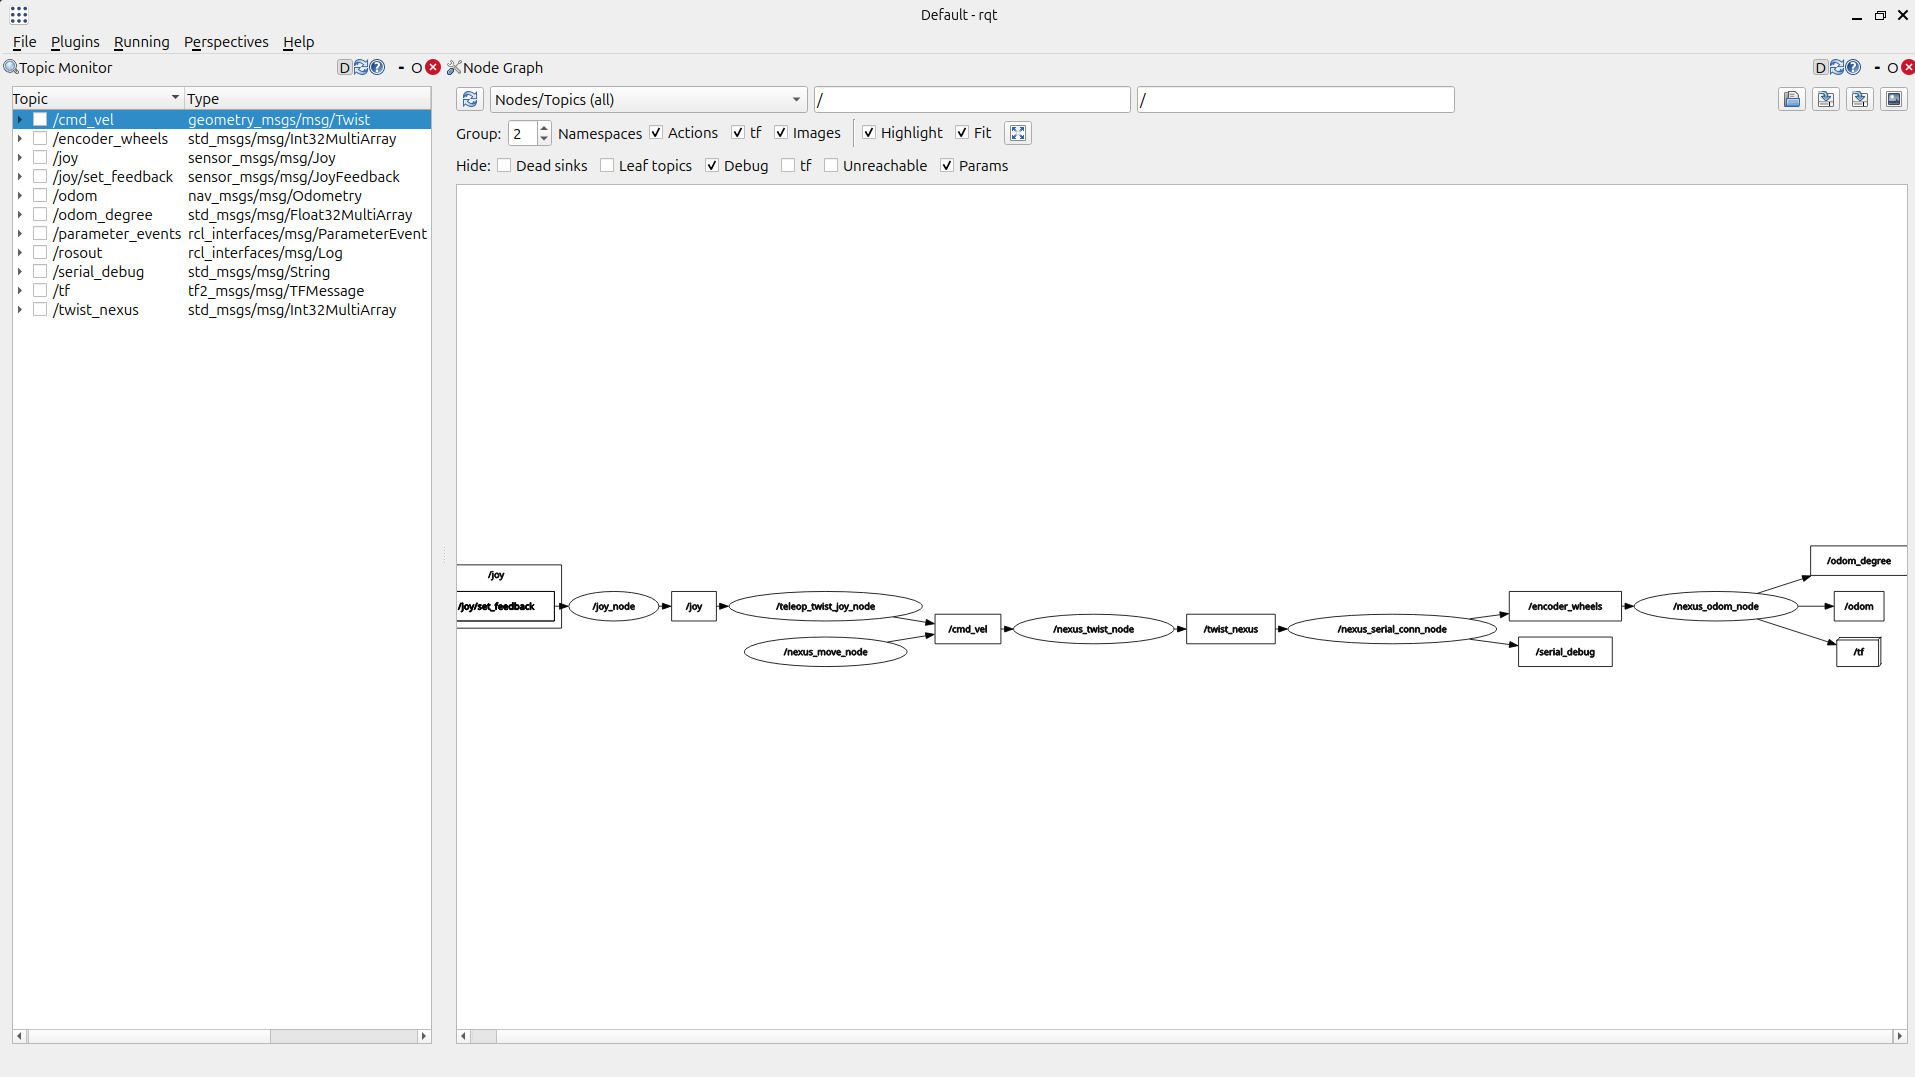 Default - rqt
File Plugins Running Perspectives Help
Topic Monitor D - O Node Graph D - O
Topic Type
/cmd_vel geometry_msgs/msg/Twist
/encoder_wheels std_msgs/msg/Int32MultiArray
/joy sensor_msgs/msg/Joy
/joy/set_feedback sensor_msgs/msg/JoyFeedback
/odom nav_msgs/msg/Odometry
/odom_degree std_msgs/msg/Float32MultiArray
/parameter_events rcl_interfaces/msg/ParameterEvent
/rosout rcl_interfaces/msg/Log
/serial_debug std_msgs/msg/String
/tf tf2_msgs/msg/TFMessage
/twist_nexus std_msgs/msg/Int32MultiArray
Nodes/Topics (all) / /
Group: 2 Namespaces Actions tf Images Highlight Fit
Hide: Dead sinks Leaf topics Debug tf Unreachable Params
/joy
/joy/set_feedback
/joy_node
/joy
/teleop_twist_joy_node
/nexus_move_node
/cmd_vel
/nexus_twist_node
/twist_nexus
/nexus_serial_conn_node
/encoder_wheels
/serial_debug
/nexus_odom_node
/odom_degree
/odom
/tf